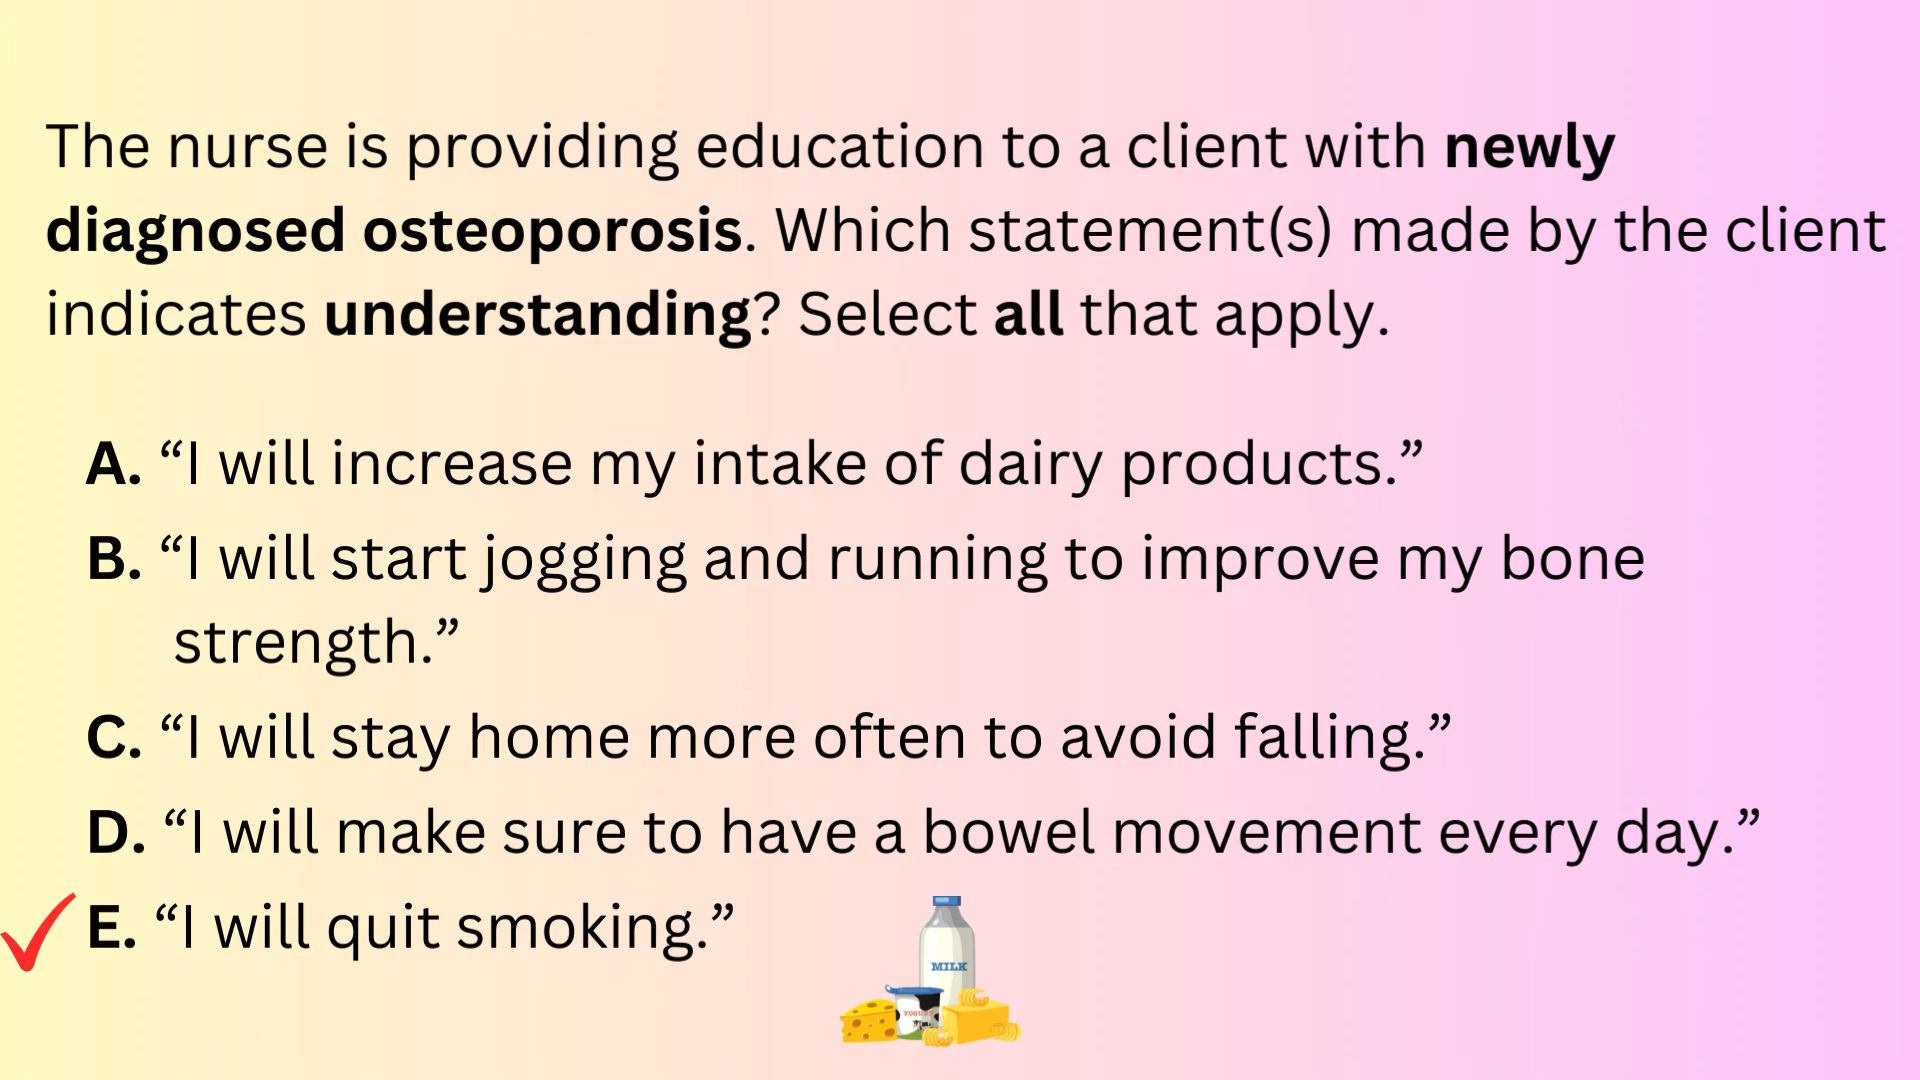 The nurse is providing education to a client with newly
diagnosed osteoporosis. Which statement(s) made by the client
indicates understanding? Select all that apply.
A. “I will increase my intake of dairy products.”
B. “I will start jogging and running to improve my bone
strength.”
C. “I will stay home more often to avoid falling.”
D. “I will make sure to have a bowel movement every day.”
E. “I will quit smoking.”
MILK
YOGURT